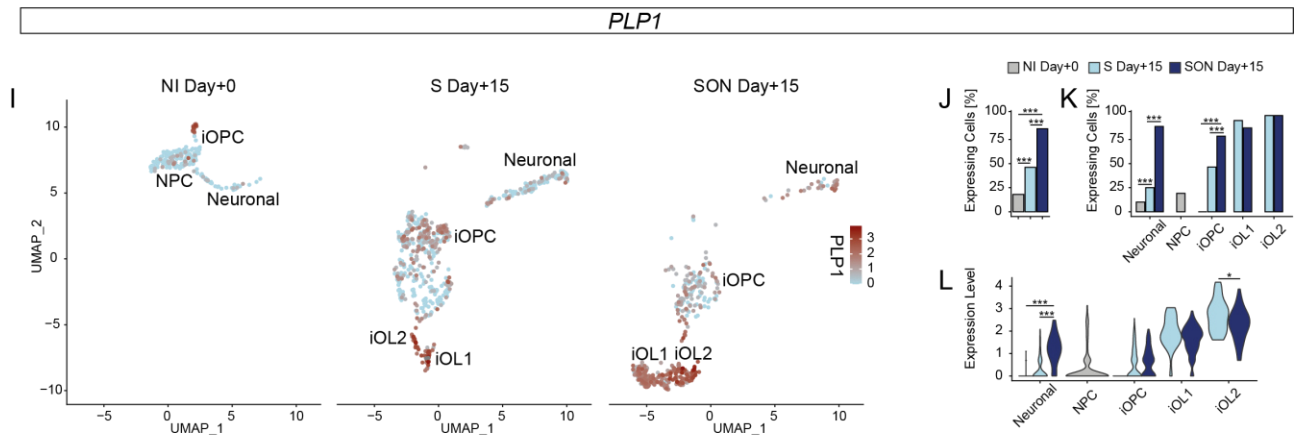 PLP1
I
NI Day+0
S Day+15
SON Day+15
UMAP_2
10
5
0
−5
−10
iOPC
NPC
Neuronal
−5
0
5
10
UMAP_1
Neuronal
iOPC
iOL2
iOL1
−5
0
5
10
UMAP_1
Neuronal
iOPC
iOL1 iOL2
−5
0
5
10
UMAP_1
PLP1
3
2
1
0
NI Day+0 S Day+15 SON Day+15
J
Expressing Cells [%]
100
75
50
25
0
***
***
***
K
Expressing Cells [%]
100
75
50
25
0
***
***
***
***
Neuronal
NPC
iOPC
iOL1
iOL2
L
Expression Level
4
3
2
1
0
***
***
*
Neuronal
NPC
iOPC
iOL1
iOL2